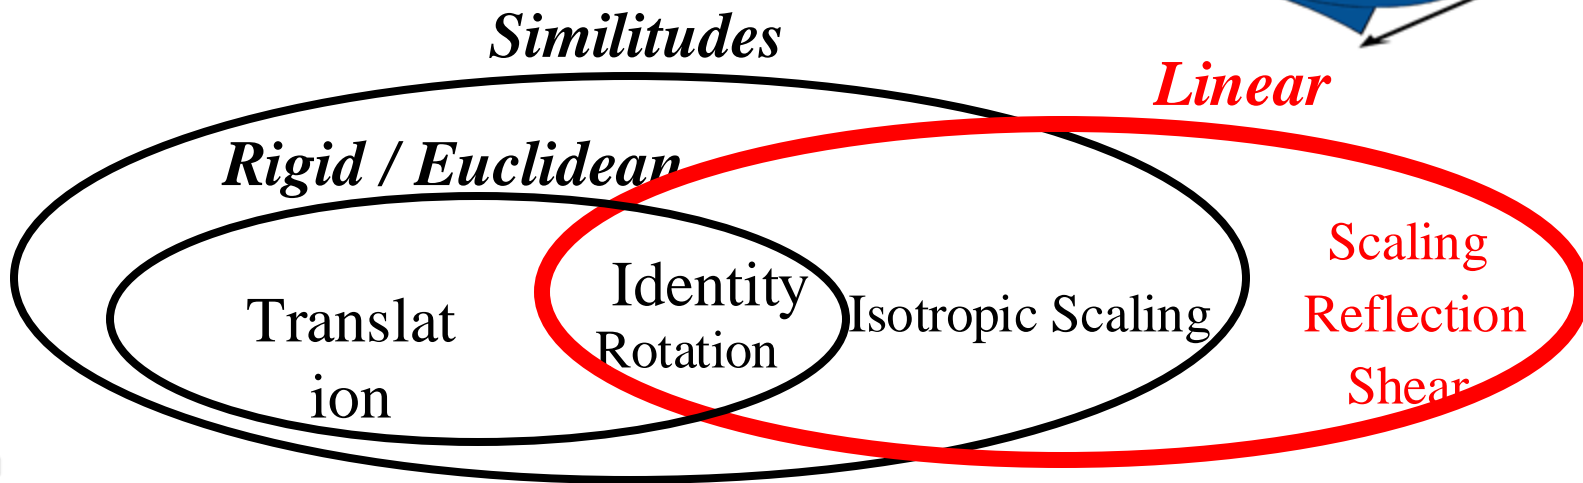 Similitudes
Linear
Rigid / Euclidean
Scaling
Identity
Translat
ion
Isotropic Scaling
Reflection
Rotation
Shear